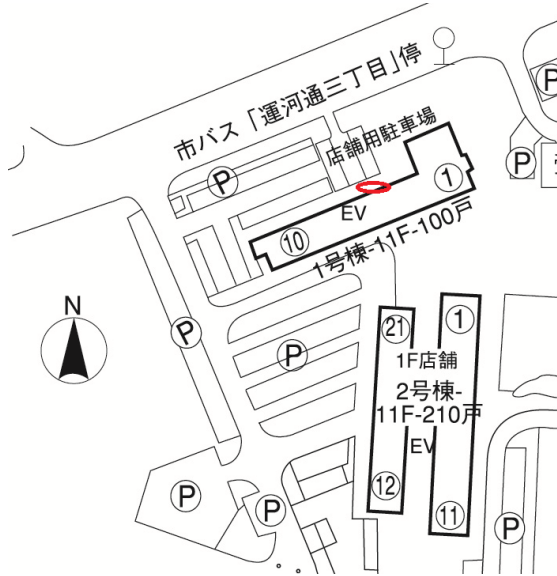 市バス「運河通三丁目」停
P
P
店舗用駐車場
P
①
EV
⑩
1号棟-11F-100戸
N
P
P
㉑
①
1F店舗
2号棟-
11F-210戸
EV
⑫
⑪
P
P
P